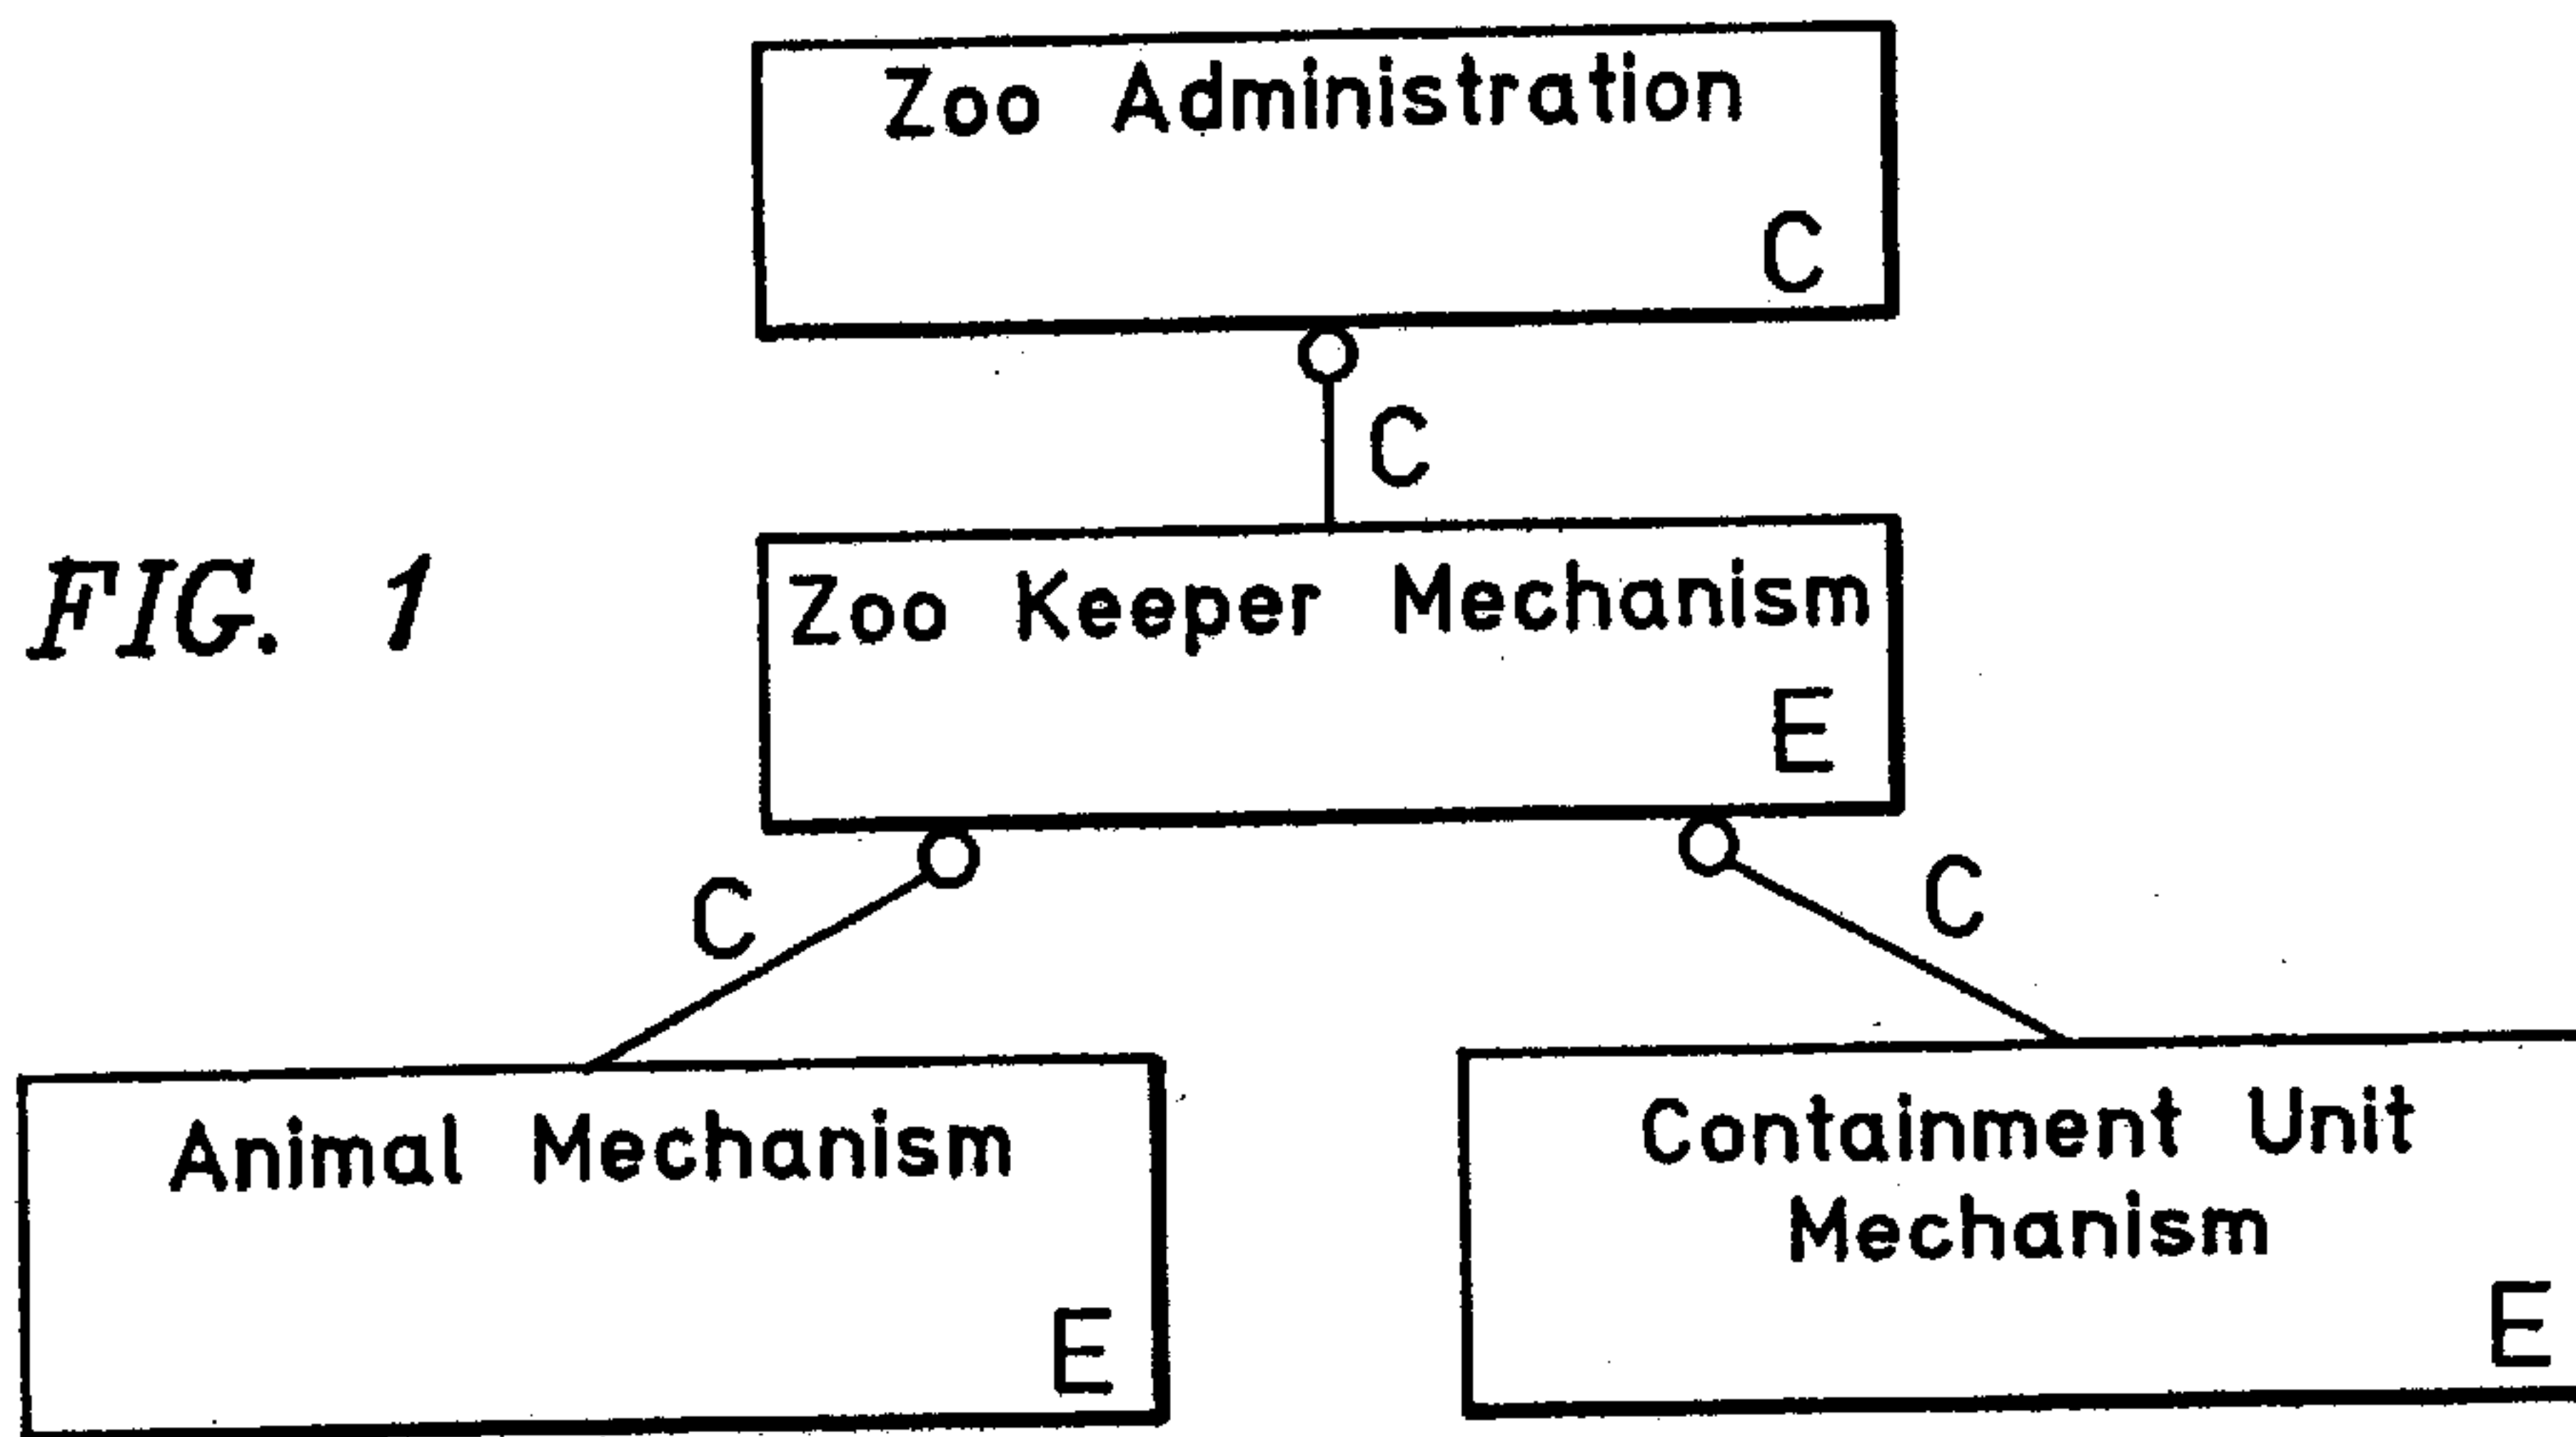 Zoo Administration
C
C
FIG. 1
Zoo Keeper Mechanism
E
C
C
Animal Mechanism
E
Containment Unit
Mechanism
E